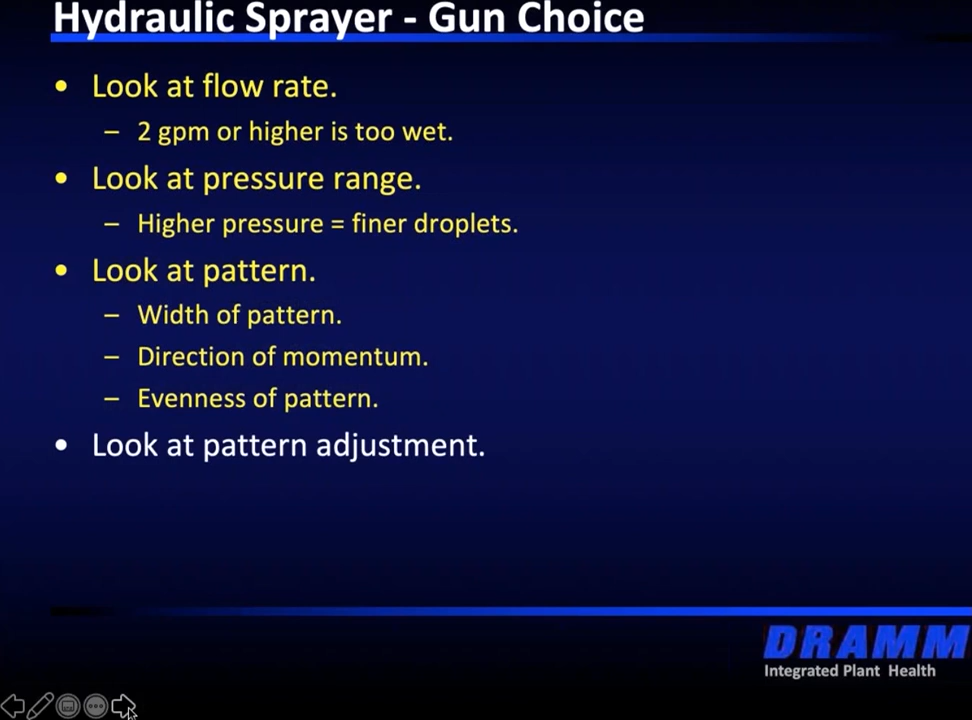 Hydraulic Sprayer - Gun Choice
• Look at flow rate.
– 2 gpm or higher is too wet.
• Look at pressure range.
– Higher pressure = finer droplets.
• Look at pattern.
– Width of pattern.
– Direction of momentum.
– Evenness of pattern.
• Look at pattern adjustment.
DRAMM
Integrated Plant Health